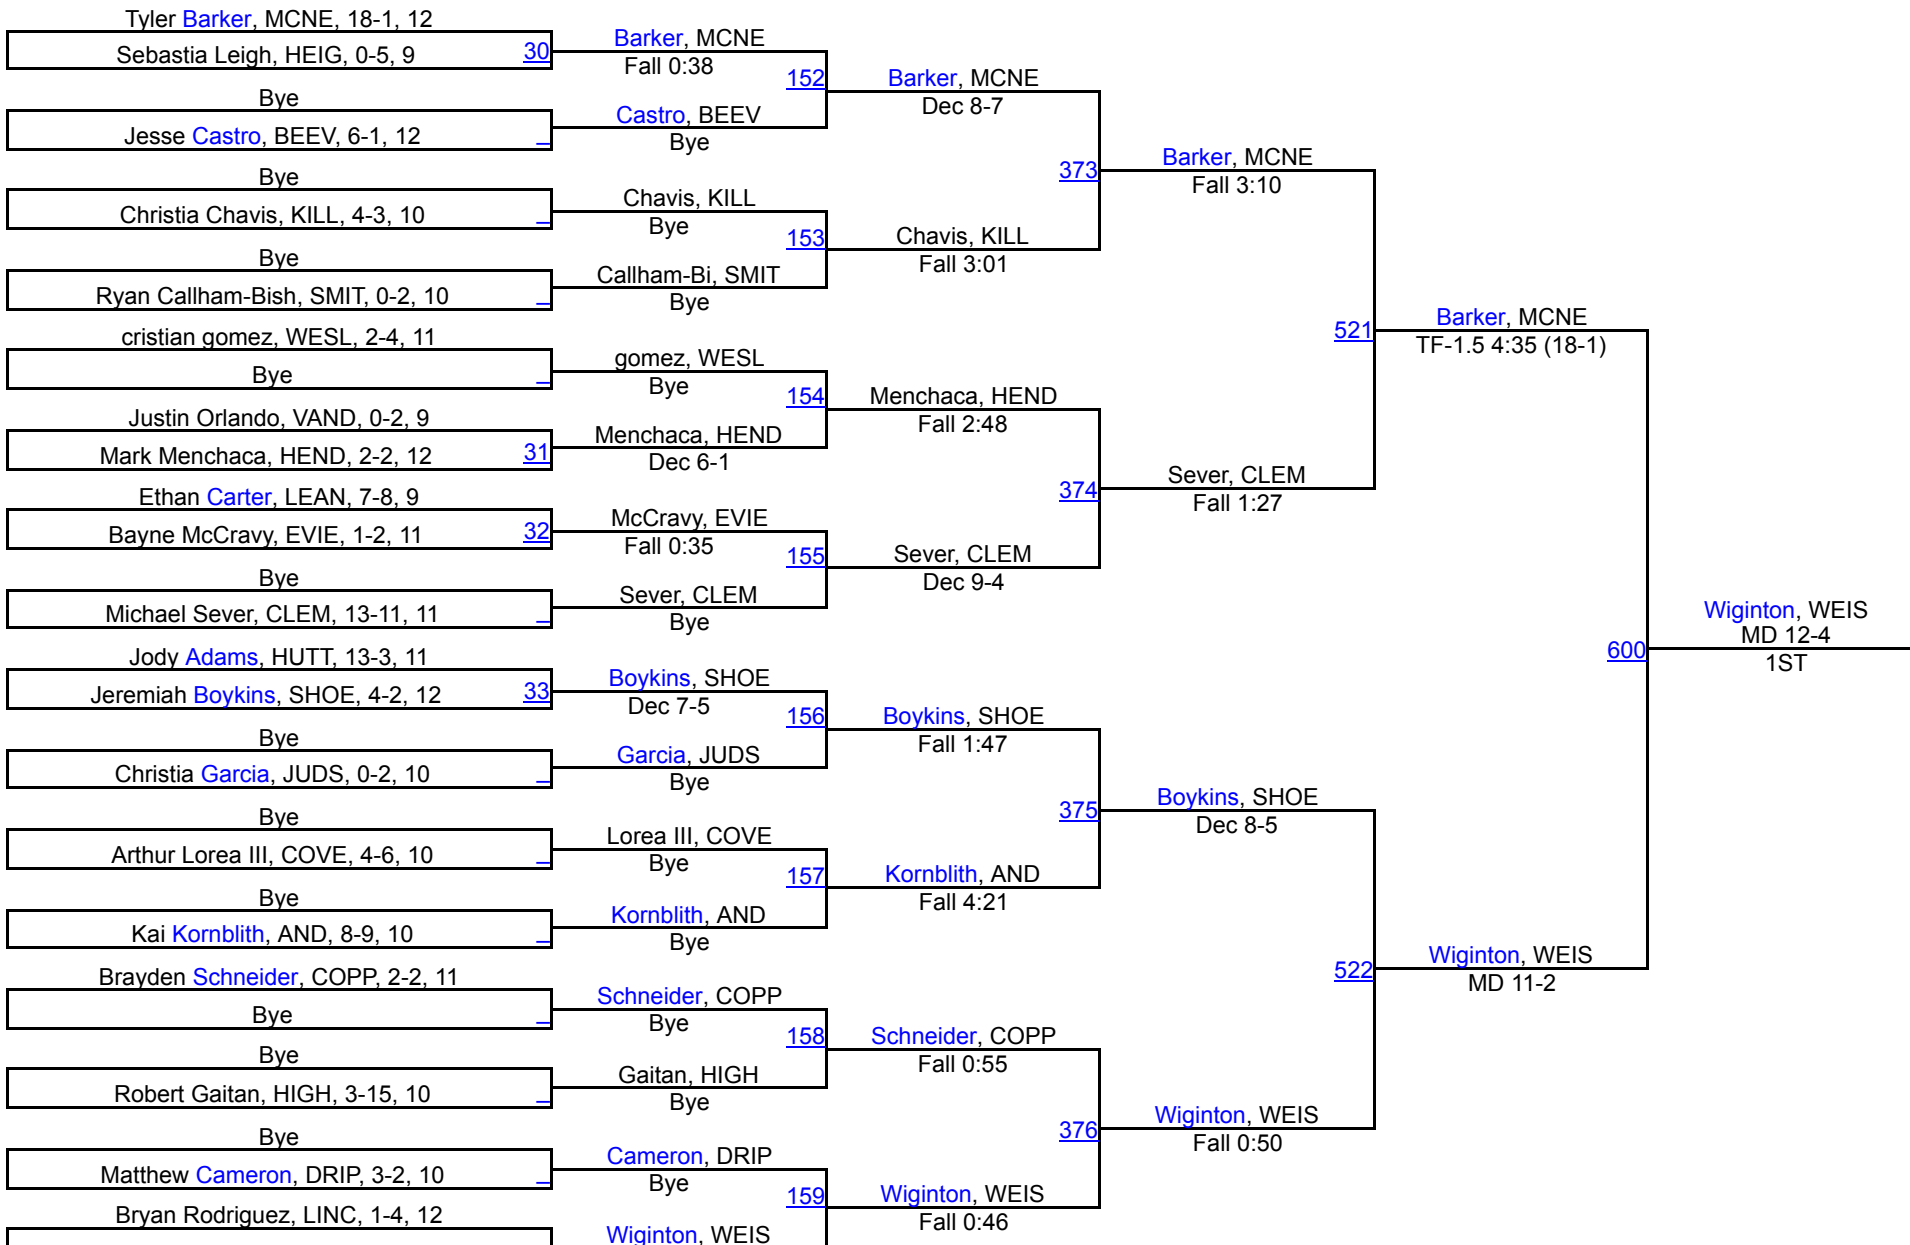 Tyler Barker, MCNE, 18-1, 12
Sebastia Leigh, HEIG, 0-5, 9
30
Bye
Jesse Castro, BEEV, 6-1, 12
Bye
Christia Chavis, KILL, 4-3, 10
Bye
Ryan Callham-Bish, SMIT, 0-2, 10
cristian gomez, WESL, 2-4, 11
Bye
Justin Orlando, VAND, 0-2, 9
Mark Menchaca, HEND, 2-2, 12
31
Ethan Carter, LEAN, 7-8, 9
Bayne McCravy, EVIE, 1-2, 11
32
Bye
Michael Sever, CLEM, 13-11, 11
Jody Adams, HUTT, 13-3, 11
Jeremiah Boykins, SHOE, 4-2, 12
33
Bye
Christia Garcia, JUDS, 0-2, 10
Bye
Arthur Lorea III, COVE, 4-6, 10
Bye
Kai Kornblith, AND, 8-9, 10
Brayden Schneider, COPP, 2-2, 11
Bye
Bye
Robert Gaitan, HIGH, 3-15, 10
Bye
Matthew Cameron, DRIP, 3-2, 10
Bryan Rodriguez, LINC, 1-4, 12
Barker, MCNE
Fall 0:38
152
Castro, BEEV
Bye
Chavis, KILL
Bye
153
Callham-Bi, SMIT
Bye
gomez, WESL
Bye
154
Menchaca, HEND
Dec 6-1
McCravy, EVIE
Fall 0:35
155
Sever, CLEM
Bye
Boykins, SHOE
Dec 7-5
156
Garcia, JUDS
Bye
Lorea III, COVE
Bye
157
Kornblith, AND
Bye
Schneider, COPP
Bye
158
Gaitan, HIGH
Bye
Cameron, DRIP
Bye
159
Wiginton, WEIS
Barker, MCNE
Dec 8-7
373
Chavis, KILL
Fall 3:01
Menchaca, HEND
Fall 2:48
374
Sever, CLEM
Dec 9-4
Boykins, SHOE
Fall 1:47
375
Kornblith, AND
Fall 4:21
Schneider, COPP
Fall 0:55
376
Wiginton, WEIS
Fall 0:46
Barker, MCNE
Fall 3:10
521
Sever, CLEM
Fall 1:27
Boykins, SHOE
Dec 8-5
522
Wiginton, WEIS
Fall 0:50
Barker, MCNE
TF-1.5 4:35 (18-1)
600
Wiginton, WEIS
MD 11-2
Wiginton, WEIS
MD 12-4
1ST